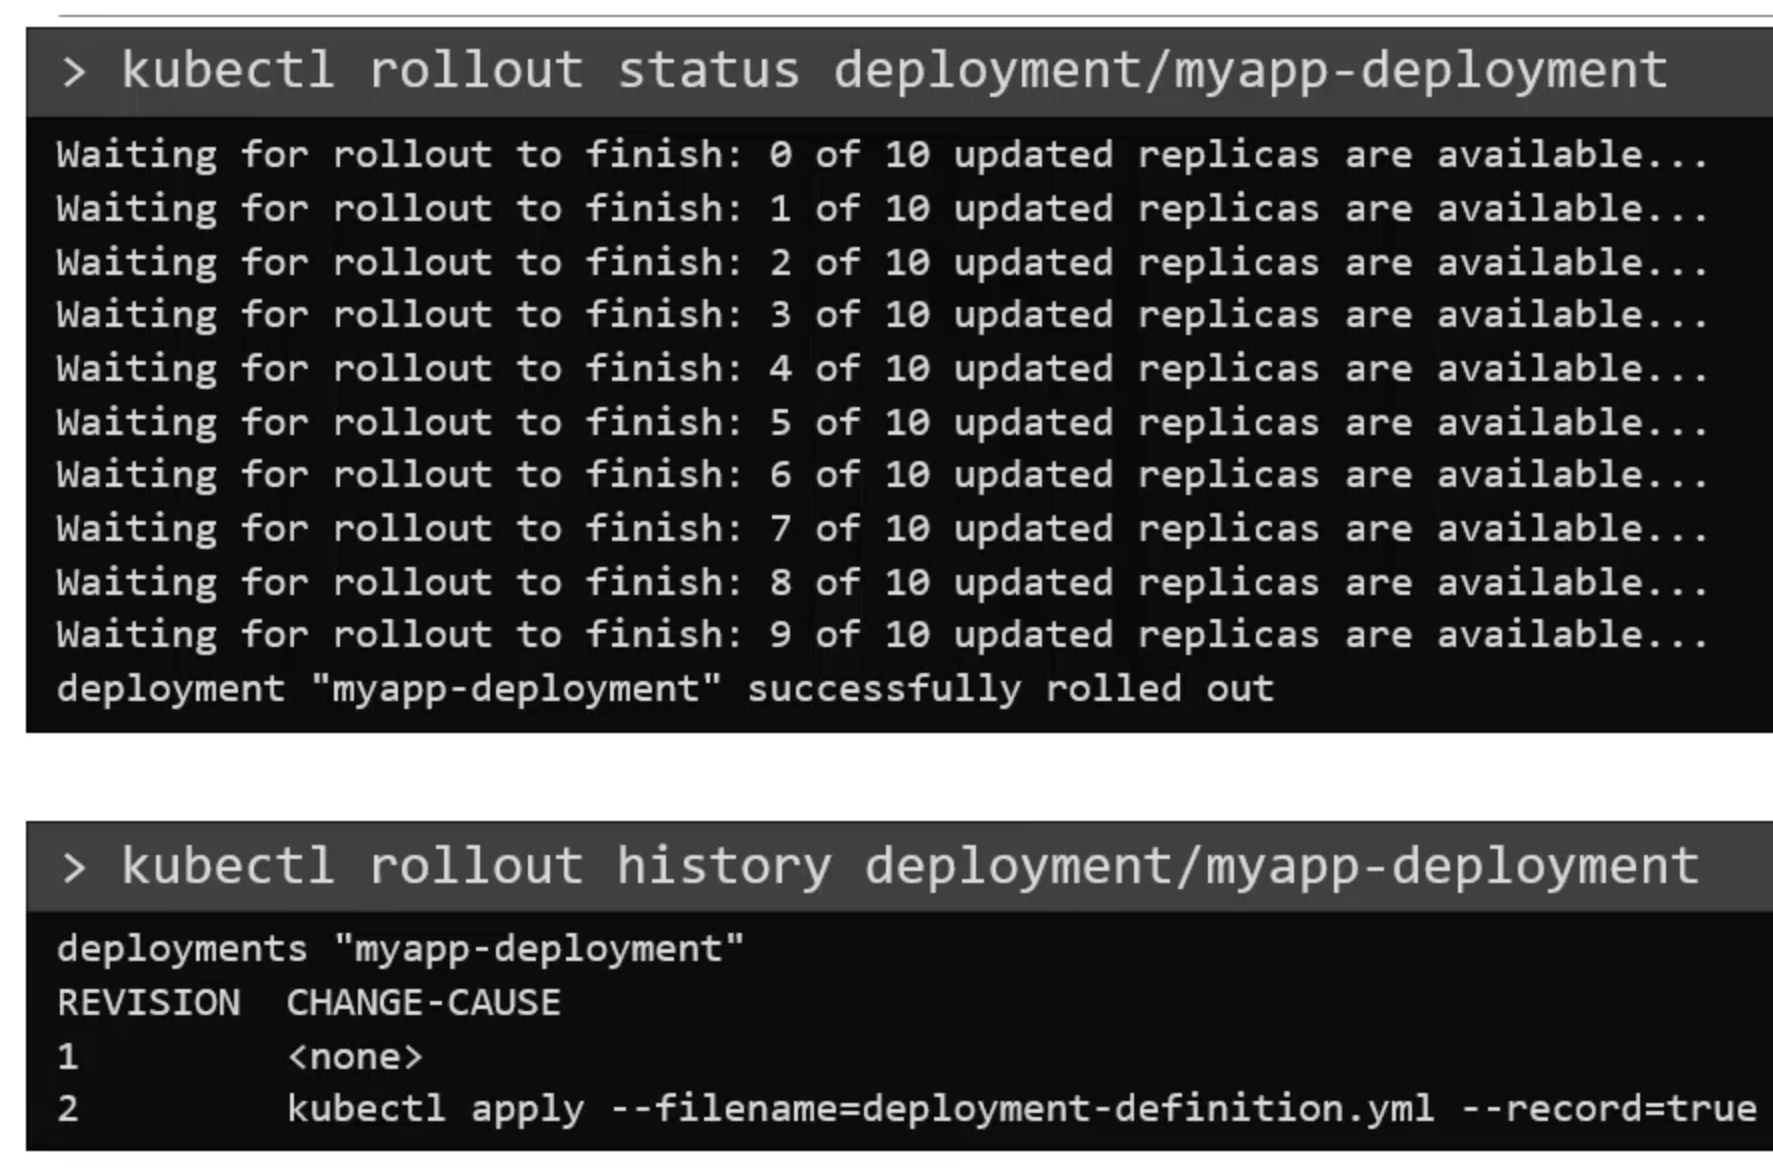 > kubectl rollout status deployment/myapp-deployment
Waiting for rollout to finish: 0 of 10 updated replicas are available...
Waiting for rollout to finish: 1 of 10 updated replicas are available...
Waiting for rollout to finish: 2 of 10 updated replicas are available...
Waiting for rollout to finish: 3 of 10 updated replicas are available...
Waiting for rollout to finish: 4 of 10 updated replicas are available...
Waiting for rollout to finish: 5 of 10 updated replicas are available...
Waiting for rollout to finish: 6 of 10 updated replicas are available...
Waiting for rollout to finish: 7 of 10 updated replicas are available...
Waiting for rollout to finish: 8 of 10 updated replicas are available...
Waiting for rollout to finish: 9 of 10 updated replicas are available...
deployment "myapp-deployment" successfully rolled out
> kubectl rollout history deployment/myapp-deployment
deployments "myapp-deployment"
REVISION  CHANGE-CAUSE
1         <none>
2         kubectl apply --filename=deployment-definition.yml --record=true